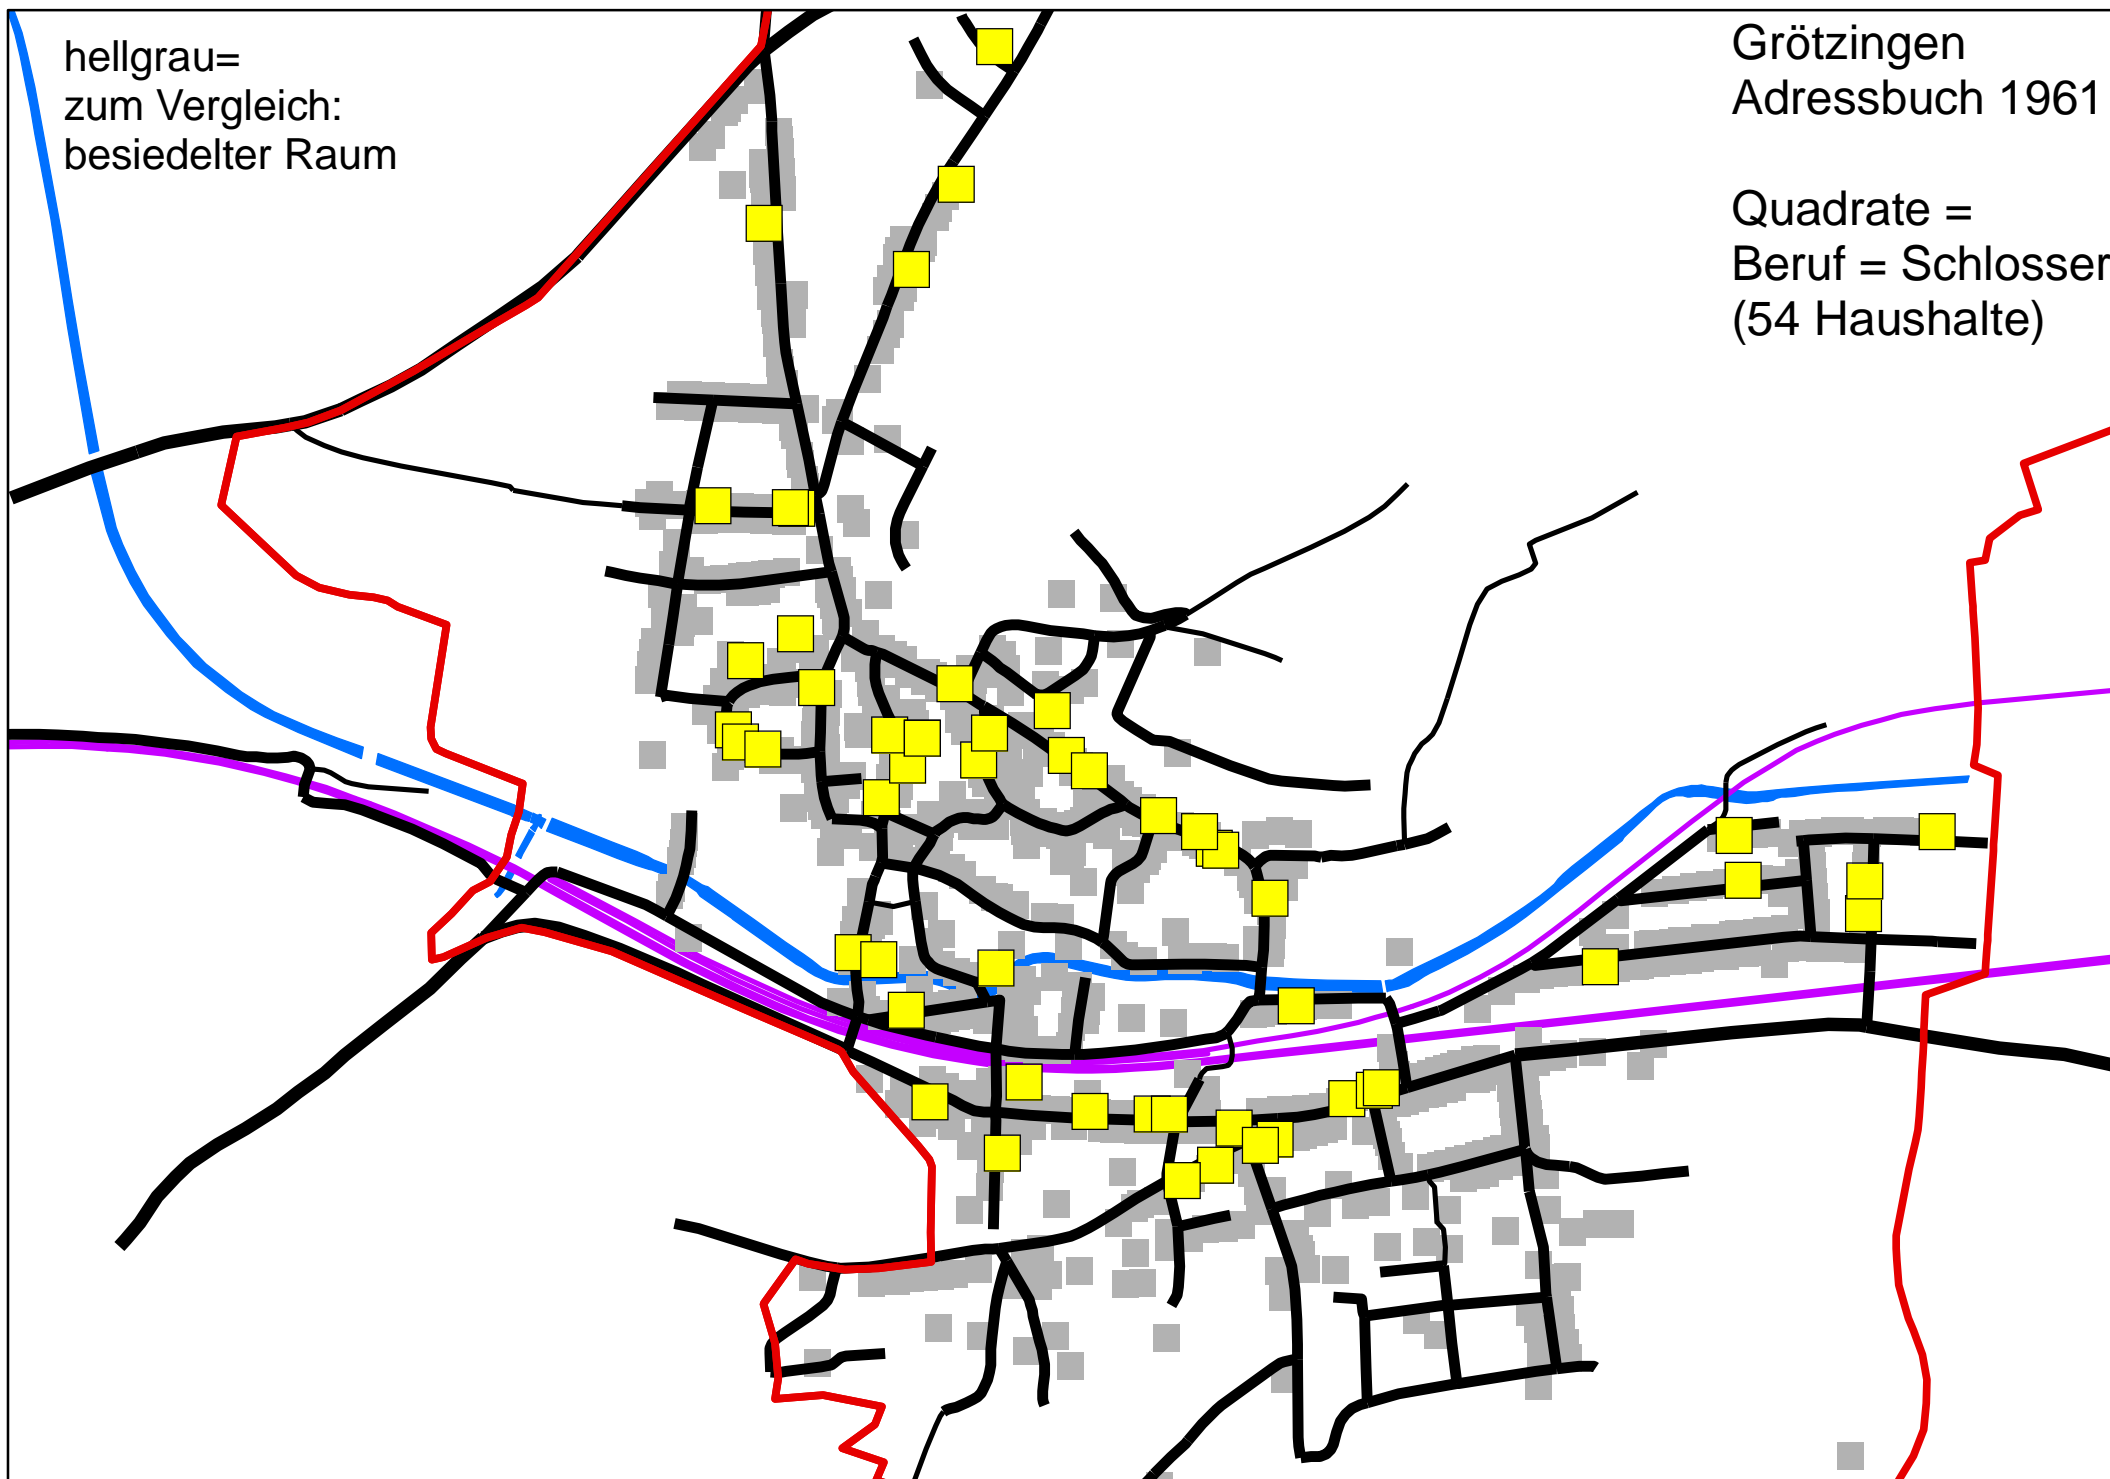 hellgrau=
zum Vergleich:
besiedelter Raum
Grötzingen
Adressbuch 1961
Quadrate =
Beruf = Schlosser
(54 Haushalte)